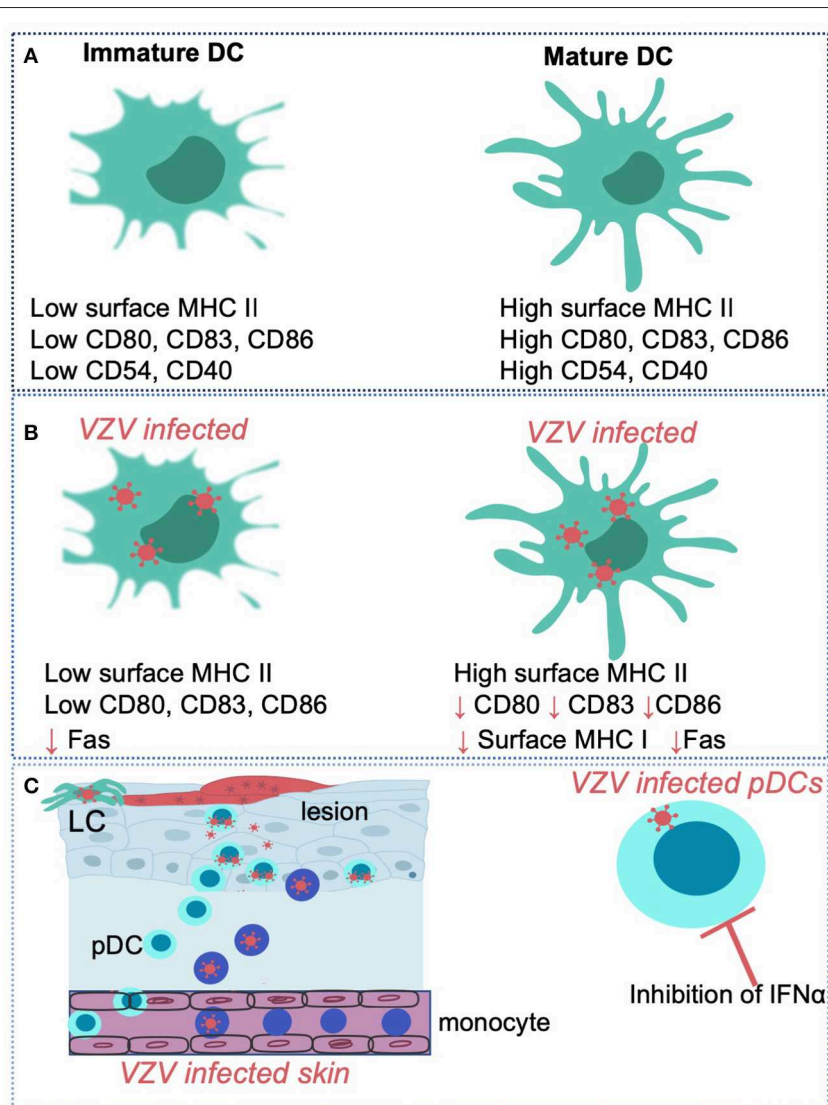 A
Immature DC
Mature DC
Low surface MHC II
Low CD80, CD83, CD86
Low CD54, CD40
High surface MHC II
High CD80, CD83, CD86
High CD54, CD40
B
VZV infected
VZV infected
Low surface MHC II
Low CD80, CD83, CD86
↓ Fas
High surface MHC II
↓ CD80 ↓ CD83 ↓CD86
↓ Surface MHC I ↓Fas
C
LC
lesion
pDC
monocyte
VZV infected skin
VZV infected pDCs
Inhibition of IFNα